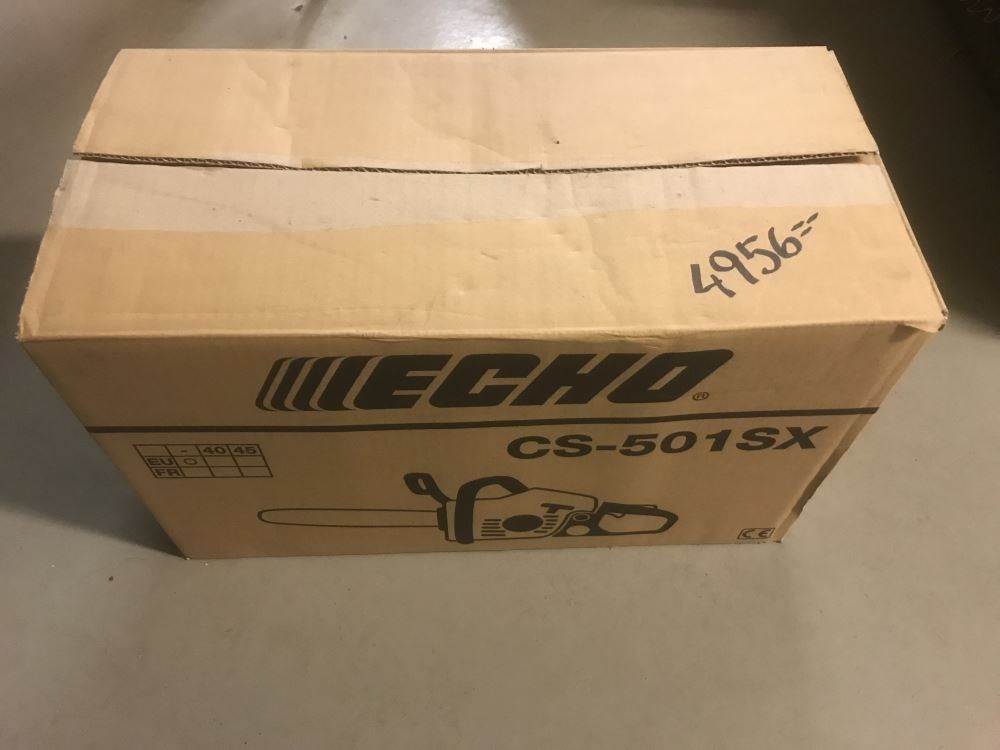 4956=
ECHO®
CS-501SX
- 40 45
EU O
FR
CE